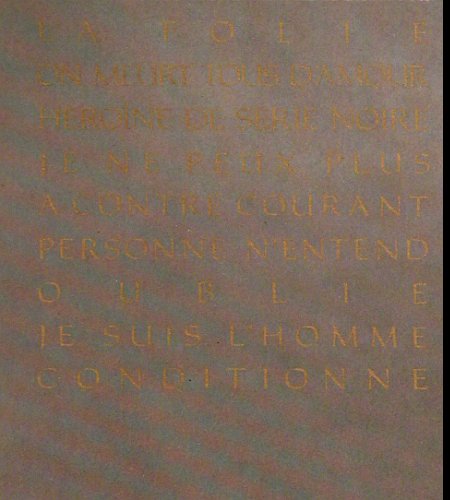 LA FOLIE
ON MEURT TOUS D'AMOUR
HEROINE DE SERIE NOIRE
JE NE PEUX PLUS
A CONTRE COURANT
PERSONNE N'ENTEND
OUBLIE
JE SUIS L'HOMME
CONDITIONNE